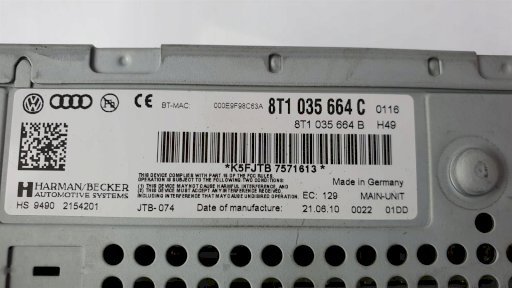 BT-MAC: 000E9F98C63A 8T1 035 664 C 0116
8T1 035 664 B H49
*K5FJTB 7571613*
THIS DEVICE COMPLIES WITH PART 15 OF THE FCC RULES.
OPERATION IS SUBJECT TO THE FOLLOWING TWO CONDITIONS:
(1) THIS DEVICE MAY NOT CAUSE HARMFUL INTERFERENCE, AND
(2) THIS DEVICE MUST ACCEPT ANY INTERFERENCE RECEIVED
INCLUDING INTERFERENCE THAT MAY CAUSE UNDESIRED OPERATION.
Made in Germany
HARMAN/BECKER
AUTOMOTIVE SYSTEMS
EC: 129 MAIN-UNIT
HS 9490 2154201 JTB- 074 Date of manufacture: 21.06.10 0022 01DD